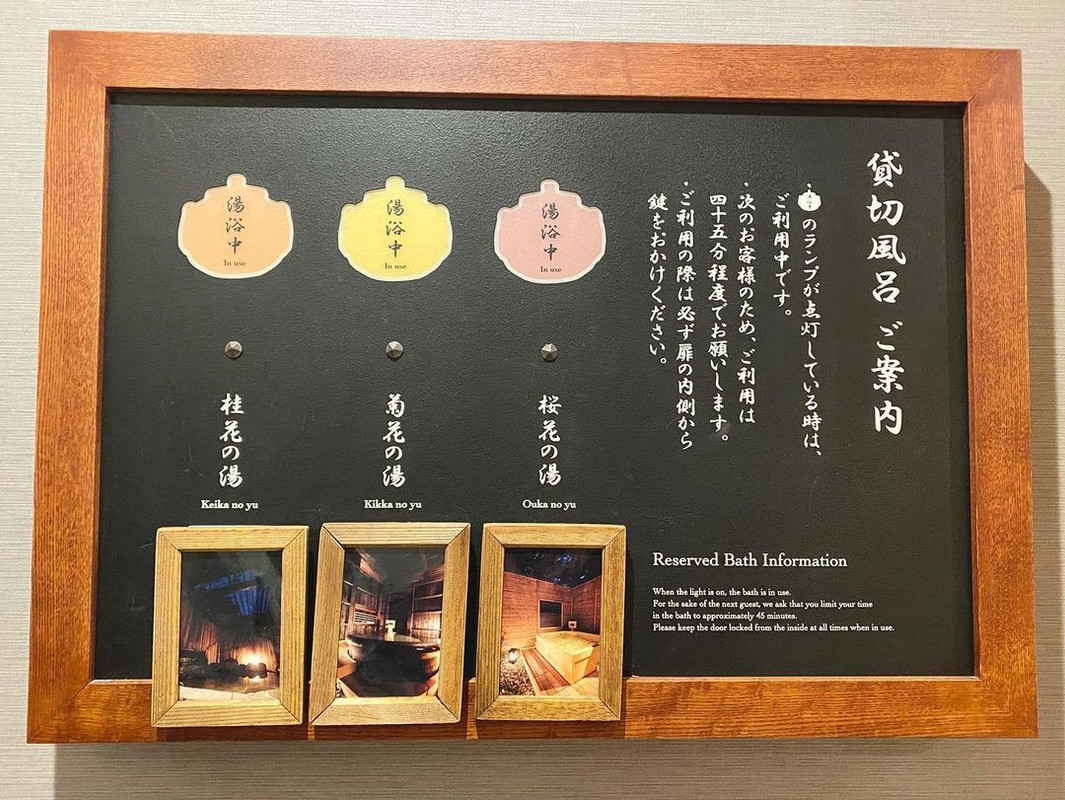 貸切風呂 ご案内
・のランプが点灯している時は、
ご利用中です。
・次のお客様のため、ご利用は
四十五分程度でお願いします。
・ご利用の際は必ず扉の内側から
鍵をおかけください。
湯浴中
In use
桜花の湯
Ouka no yu
湯浴中
In use
菊花の湯
Kikka no yu
湯浴中
In use
桂花の湯
Keika no yu
Reserved Bath Information
When the light is on, the bath is in use.
For the sake of the next guest, we ask that you limit your time
in the bath to approximately 45 minutes.
Please keep the door locked from the inside at all times when in use.